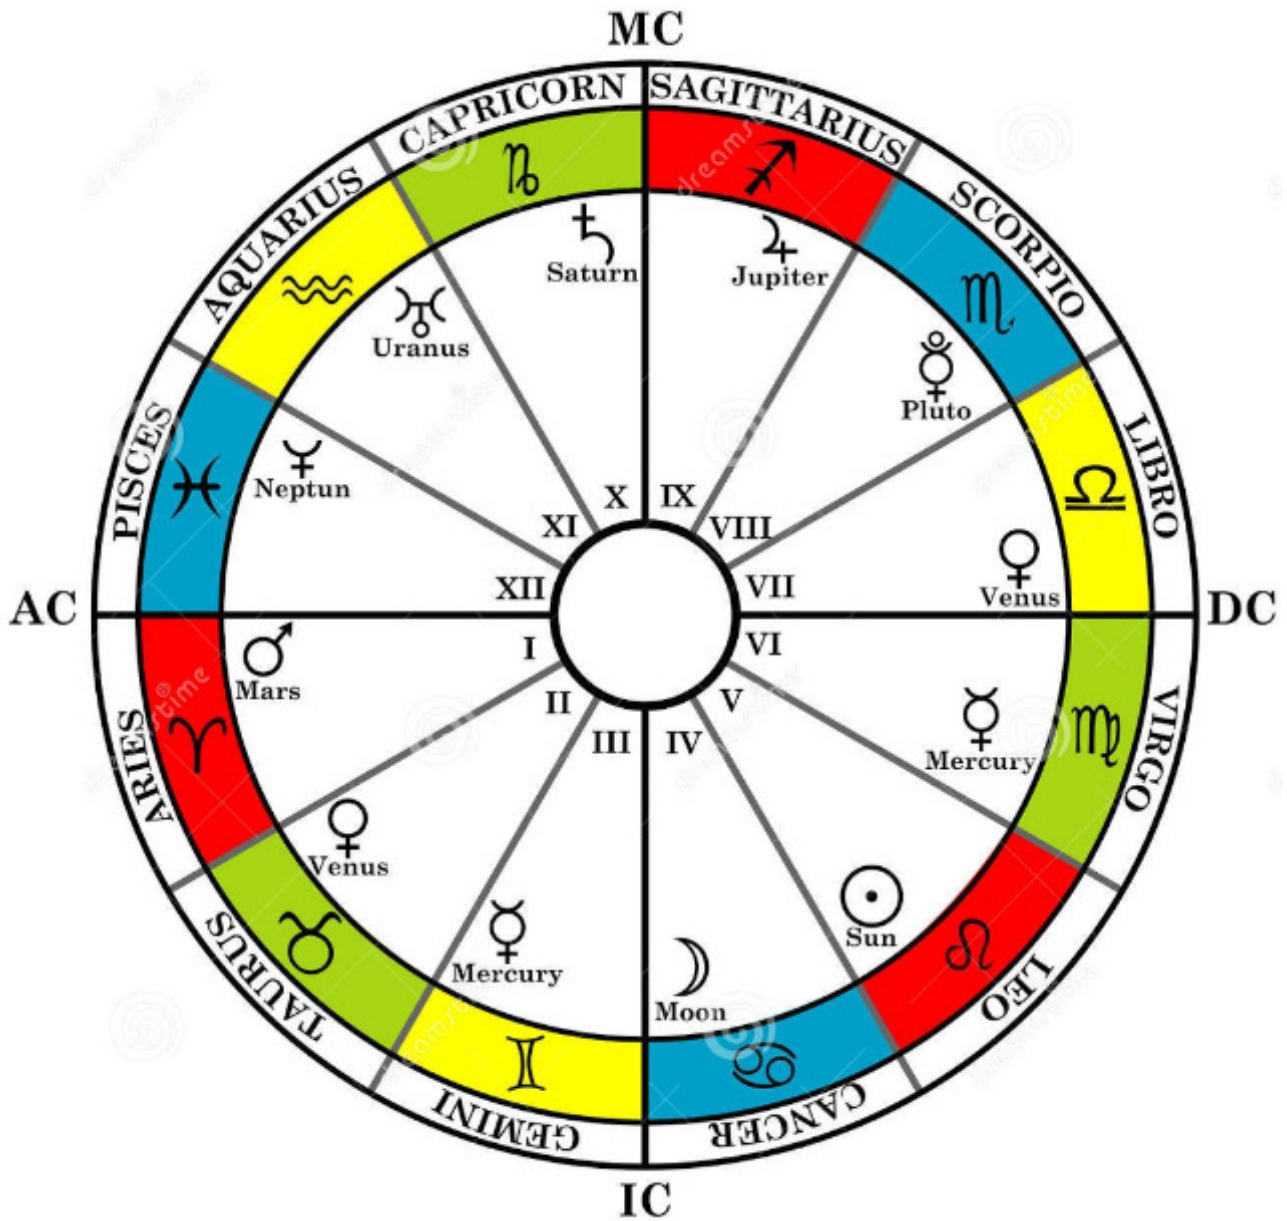 MC
CAPRICORN
SAGITTARIUS
AQUARIUS
SCORPIO
PISCES
LIBRO
Saturn
Jupiter
Uranus
Pluto
Neptun
Venus
X
IX
XI
VIII
XII
VII
AC
DC
I
VI
II
V
III
IV
Mars
Mercury
Venus
Sun
Mercury
Moon
ARIES
VIRGO
TAURUS
LEO
GEMINI
CANCER
IC
dreamstime